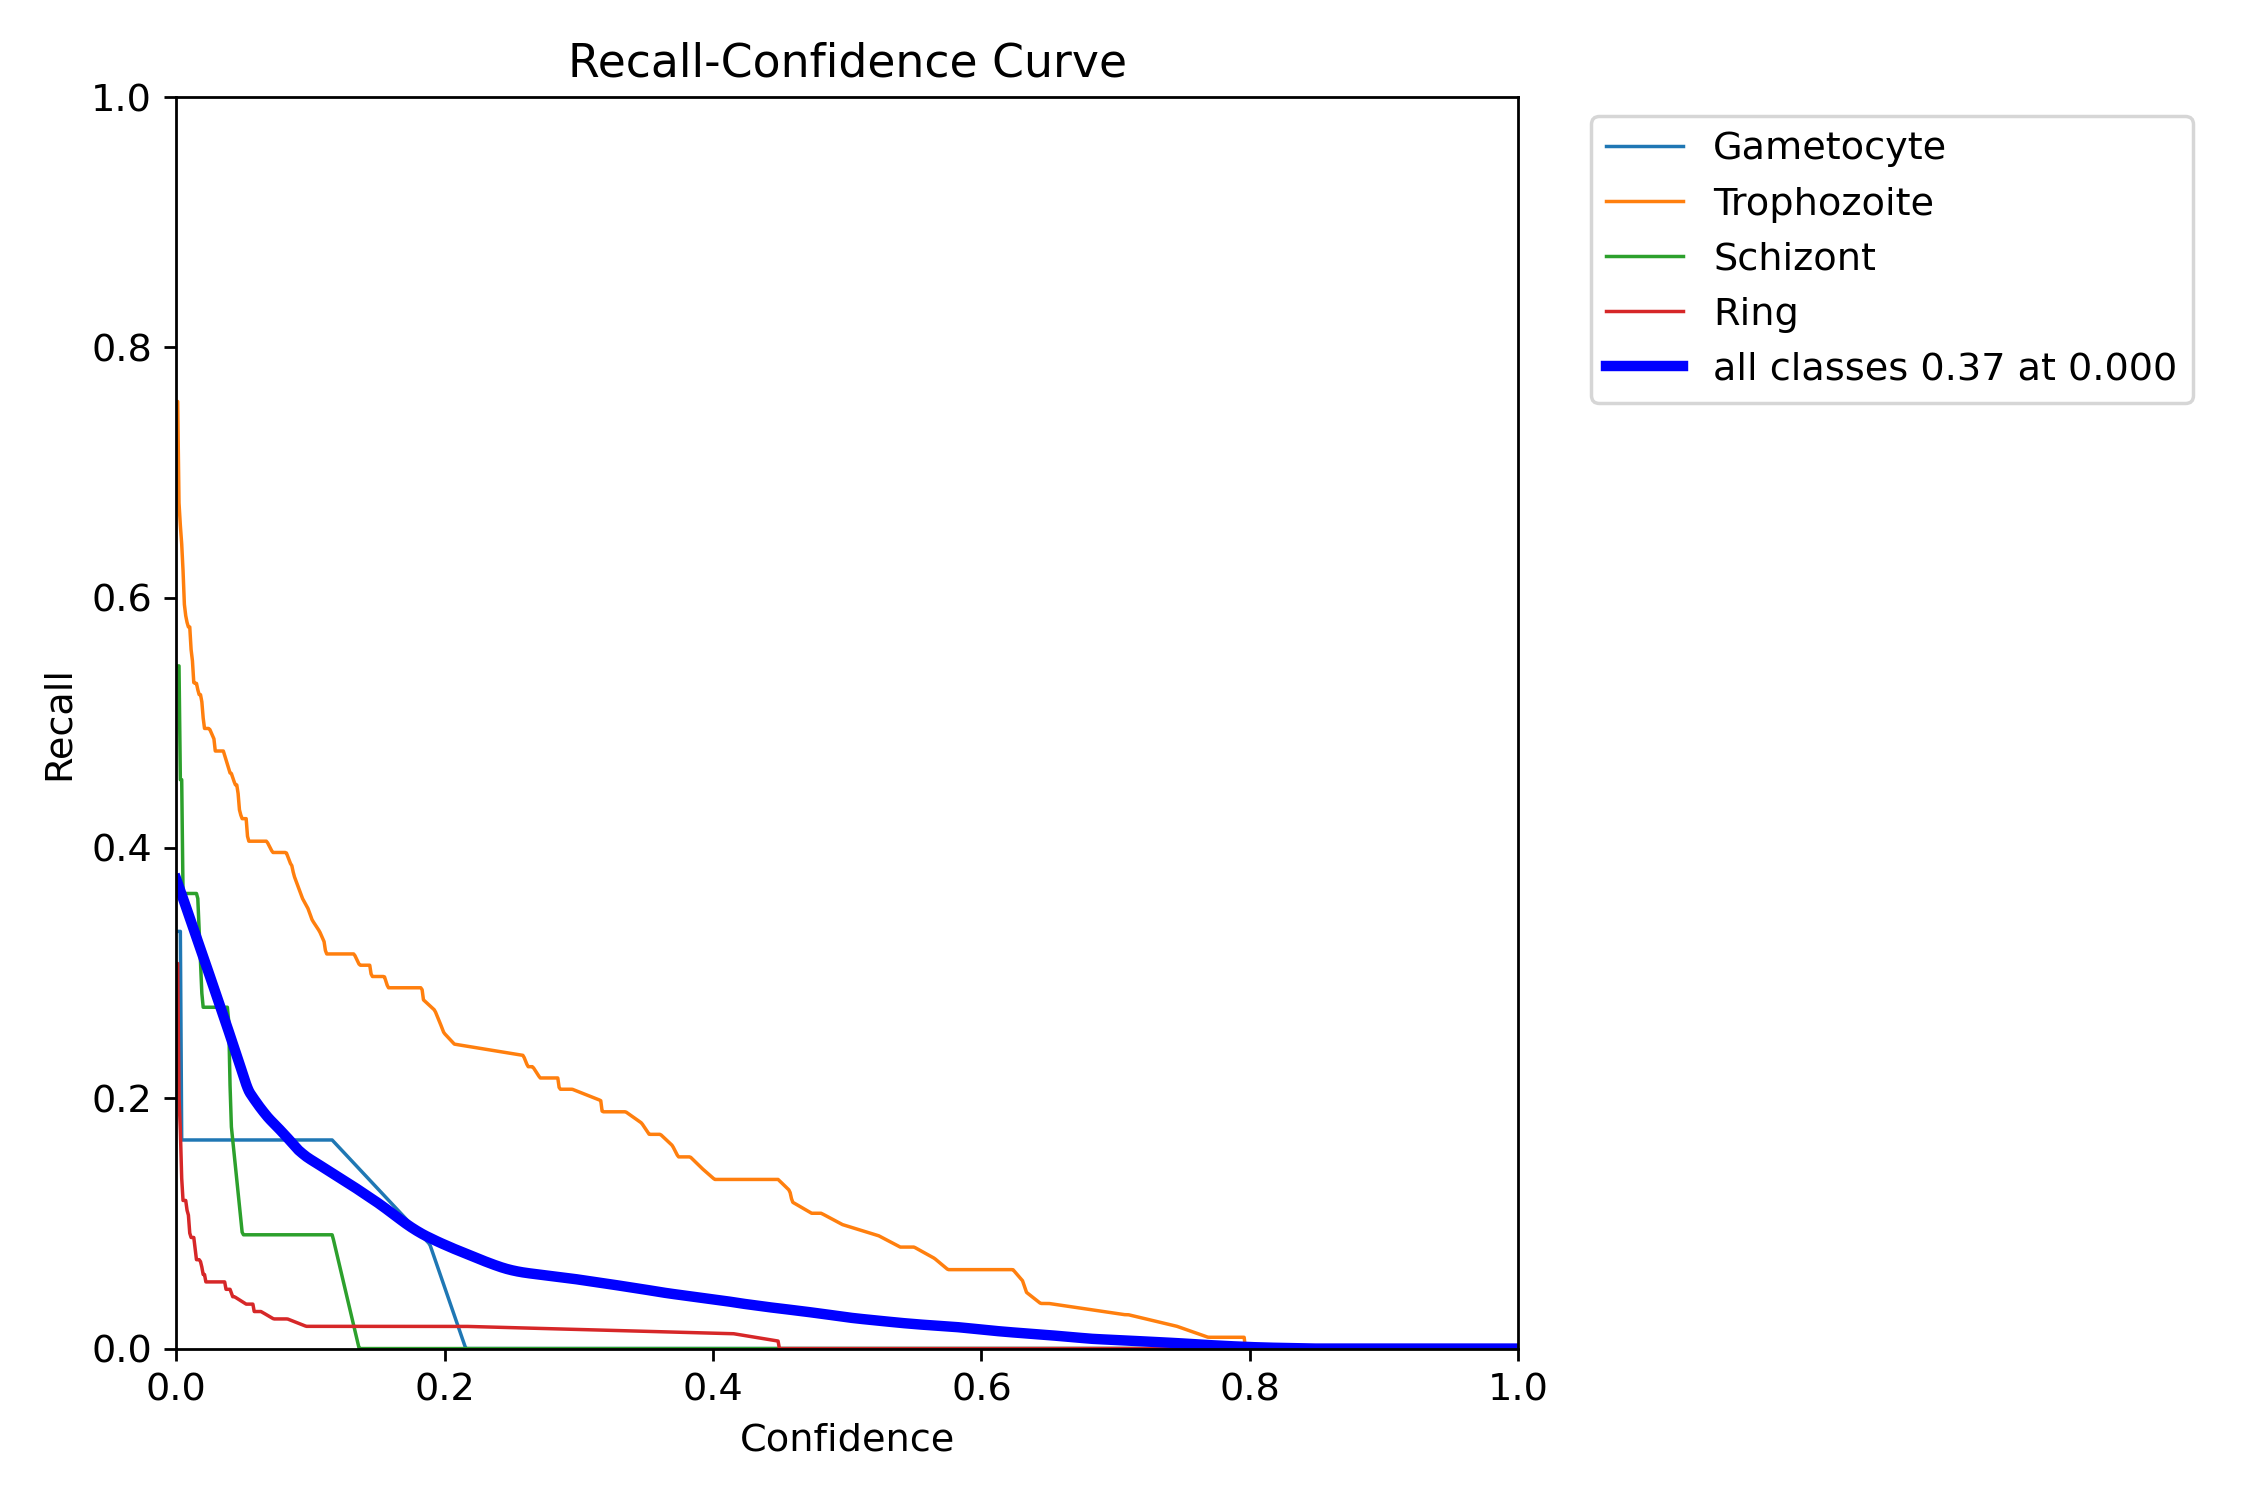 Recall-Confidence Curve
1.0
0.8
0.6
0.4
0.2
0.0
Recall
0.0 0.2 0.4 0.6 0.8 1.0
Confidence
Gametocyte
Trophozoite
Schizont
Ring
all classes 0.37 at 0.000